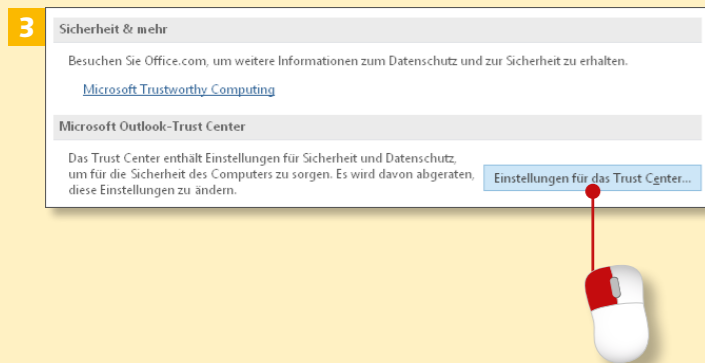 3
Sicherheit & mehr
Besuchen Sie Office.com, um weitere Informationen zum Datenschutz und zur Sicherheit zu erhalten.
Microsoft Trustworthy Computing
Microsoft Outlook-Trust Center
Das Trust Center enthält Einstellungen für Sicherheit und Datenschutz,
um für die Sicherheit des Computers zu sorgen. Es wird davon abgeraten,
diese Einstellungen zu ändern.
Einstellungen für das Trust Center...